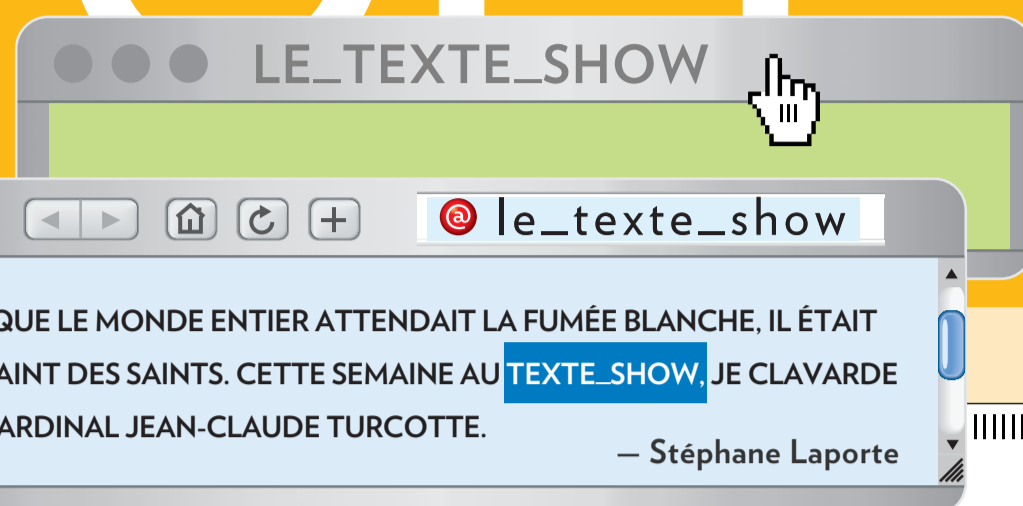 LE_TEXTE_SHOW
@ le_texte_show
QUE LE MONDE ENTIER ATTENDAIT LA FUMÉE BLANCHE, IL ÉTAIT
AINT DES SAINTS. CETTE SEMAINE AU TEXTE_SHOW, JE CLAVARDE
ARDINAL JEAN-CLAUDE TURCOTTE.
— Stéphane Laporte